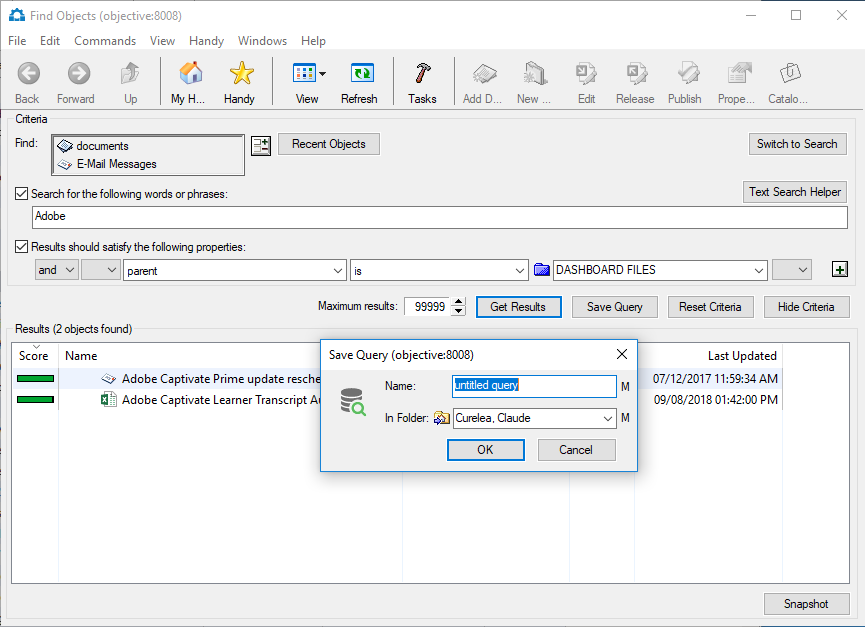 Find Objects (objective:8008)
File Edit Commands View Handy Windows Help
Back Forward Up My H... Handy View Refresh Tasks Add D... New ... Edit Release Publish Prope... Catalo...
Criteria
Find: documents Recent Objects Switch to Search
E-Mail Messages
Search for the following words or phrases: Text Search Helper
Adobe
Results should satisfy the following properties:
and parent is DASHBOARD FILES
Maximum results: 99999 Get Results Save Query Reset Criteria Hide Criteria
Results (2 objects found)
Score Name Last Updated
Adobe Captivate Prime update resche 07/12/2017 11:59:34 AM
Adobe Captivate Learner Transcript Au 09/08/2018 01:42:00 PM
Save Query (objective:8008)
Name: untitled query M
In Folder: Curelea, Claude M
OK Cancel
Snapshot